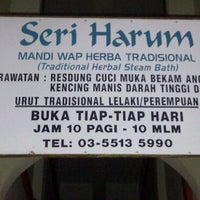 Seri Harum
MANDI WAP HERBA TRADISIONAL
(Traditional Herbal Steam Bath)
RAWATAN : RESDUNG CUCI MUKA BEKAM
KENCING MANIS DARAH TINGGI
URUT TRADISIONAL LELAKI/PEREMPUAN
BUKA TIAP-TIAP HARI
JAM 10 PAGI - 10 MLM
TEL: 03-5513 5990